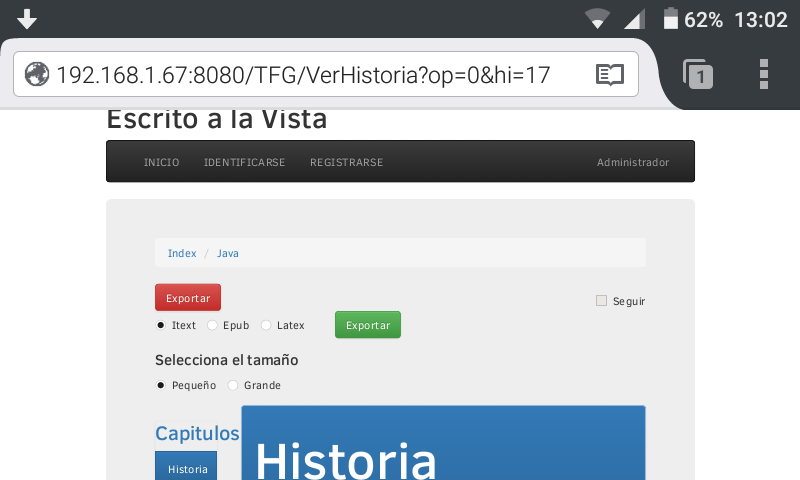 62% 13:02
192.168.1.67:8080/TFG/VerHistoria?op=0&hi=17
1
Escrito a la Vista
INICIO IDENTIFICARSE REGISTRARSE Administrador
Index / Java
Exportar
Seguir
Itext Epub Latex Exportar
Selecciona el tamaño
Pequeño Grande
Capitulos
Historia
Historia